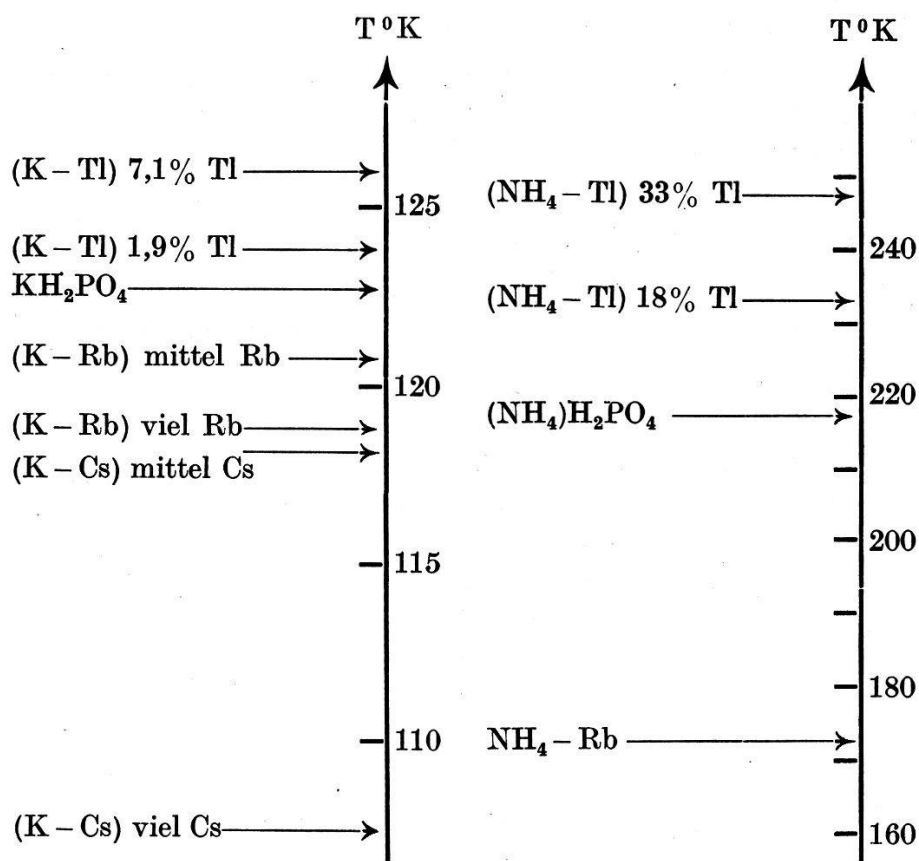 T °K
(K – Tl) 7,1% Tl
125
(K – Tl) 1,9% Tl
KH₂PO₄
(K – Rb) mittel Rb
120
(K – Rb) viel Rb
(K – Cs) mittel Cs
115
110
(K – Cs) viel Cs
T °K
(NH₄ – Tl) 33% Tl
240
(NH₄ – Tl) 18% Tl
220
(NH₄)H₂PO₄
200
180
NH₄ – Rb
160